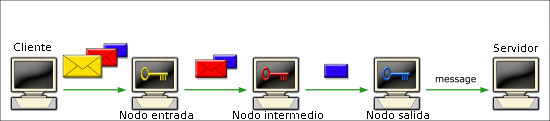 Cliente
Servidor
message
Nodo entrada
Nodo intermedio
Nodo salida